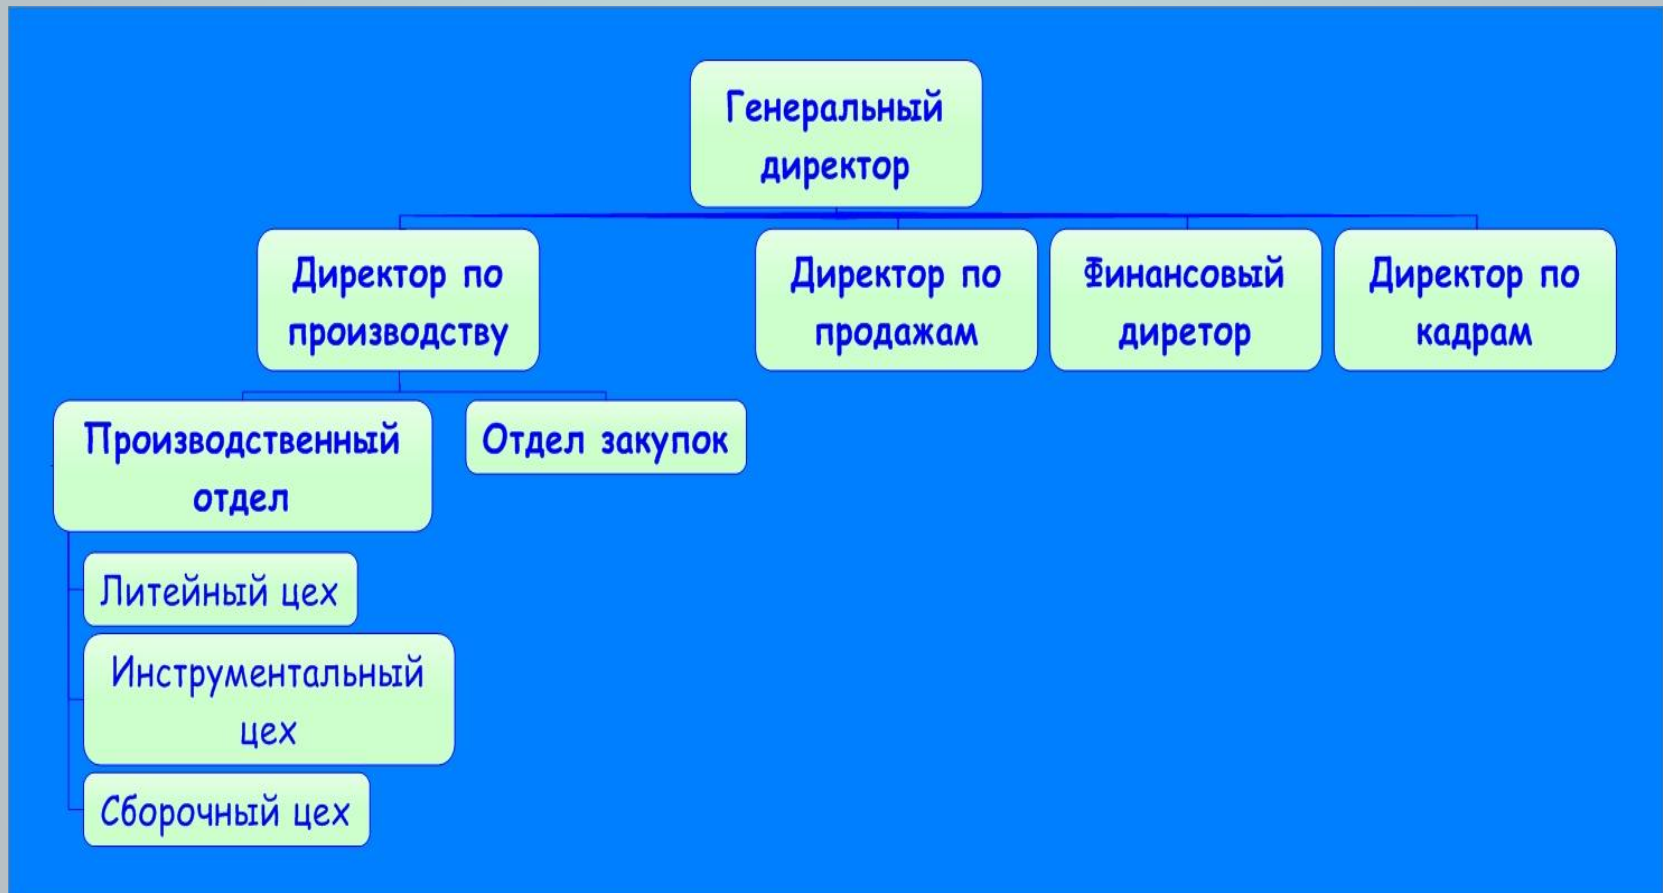 Генеральный
директор
Директор по
производству
Директор по
продажам
Финансовый
диретор
Директор по
кадрам
Производственный
отдел
Отдел закупок
Литейный цех
Инструментальный
цех
Сборочный цех